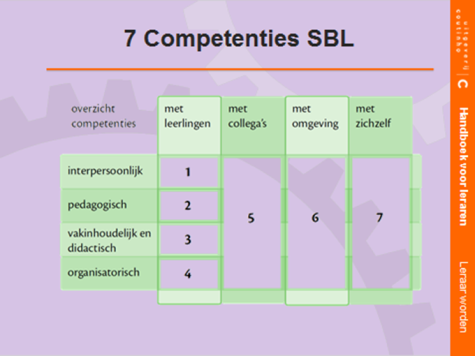 7 Competenties SBL
overzicht
competenties
met
leerlingen
met
collega's
met
omgeving
met
zichzelf
interpersoonlijk
1
pedagogisch
2
vakinhoudelijk en
didactisch
3
organisatorisch
4
5
6
7
uitgeverij
coutinho
C
Handboek voor leraren
Leraar worden